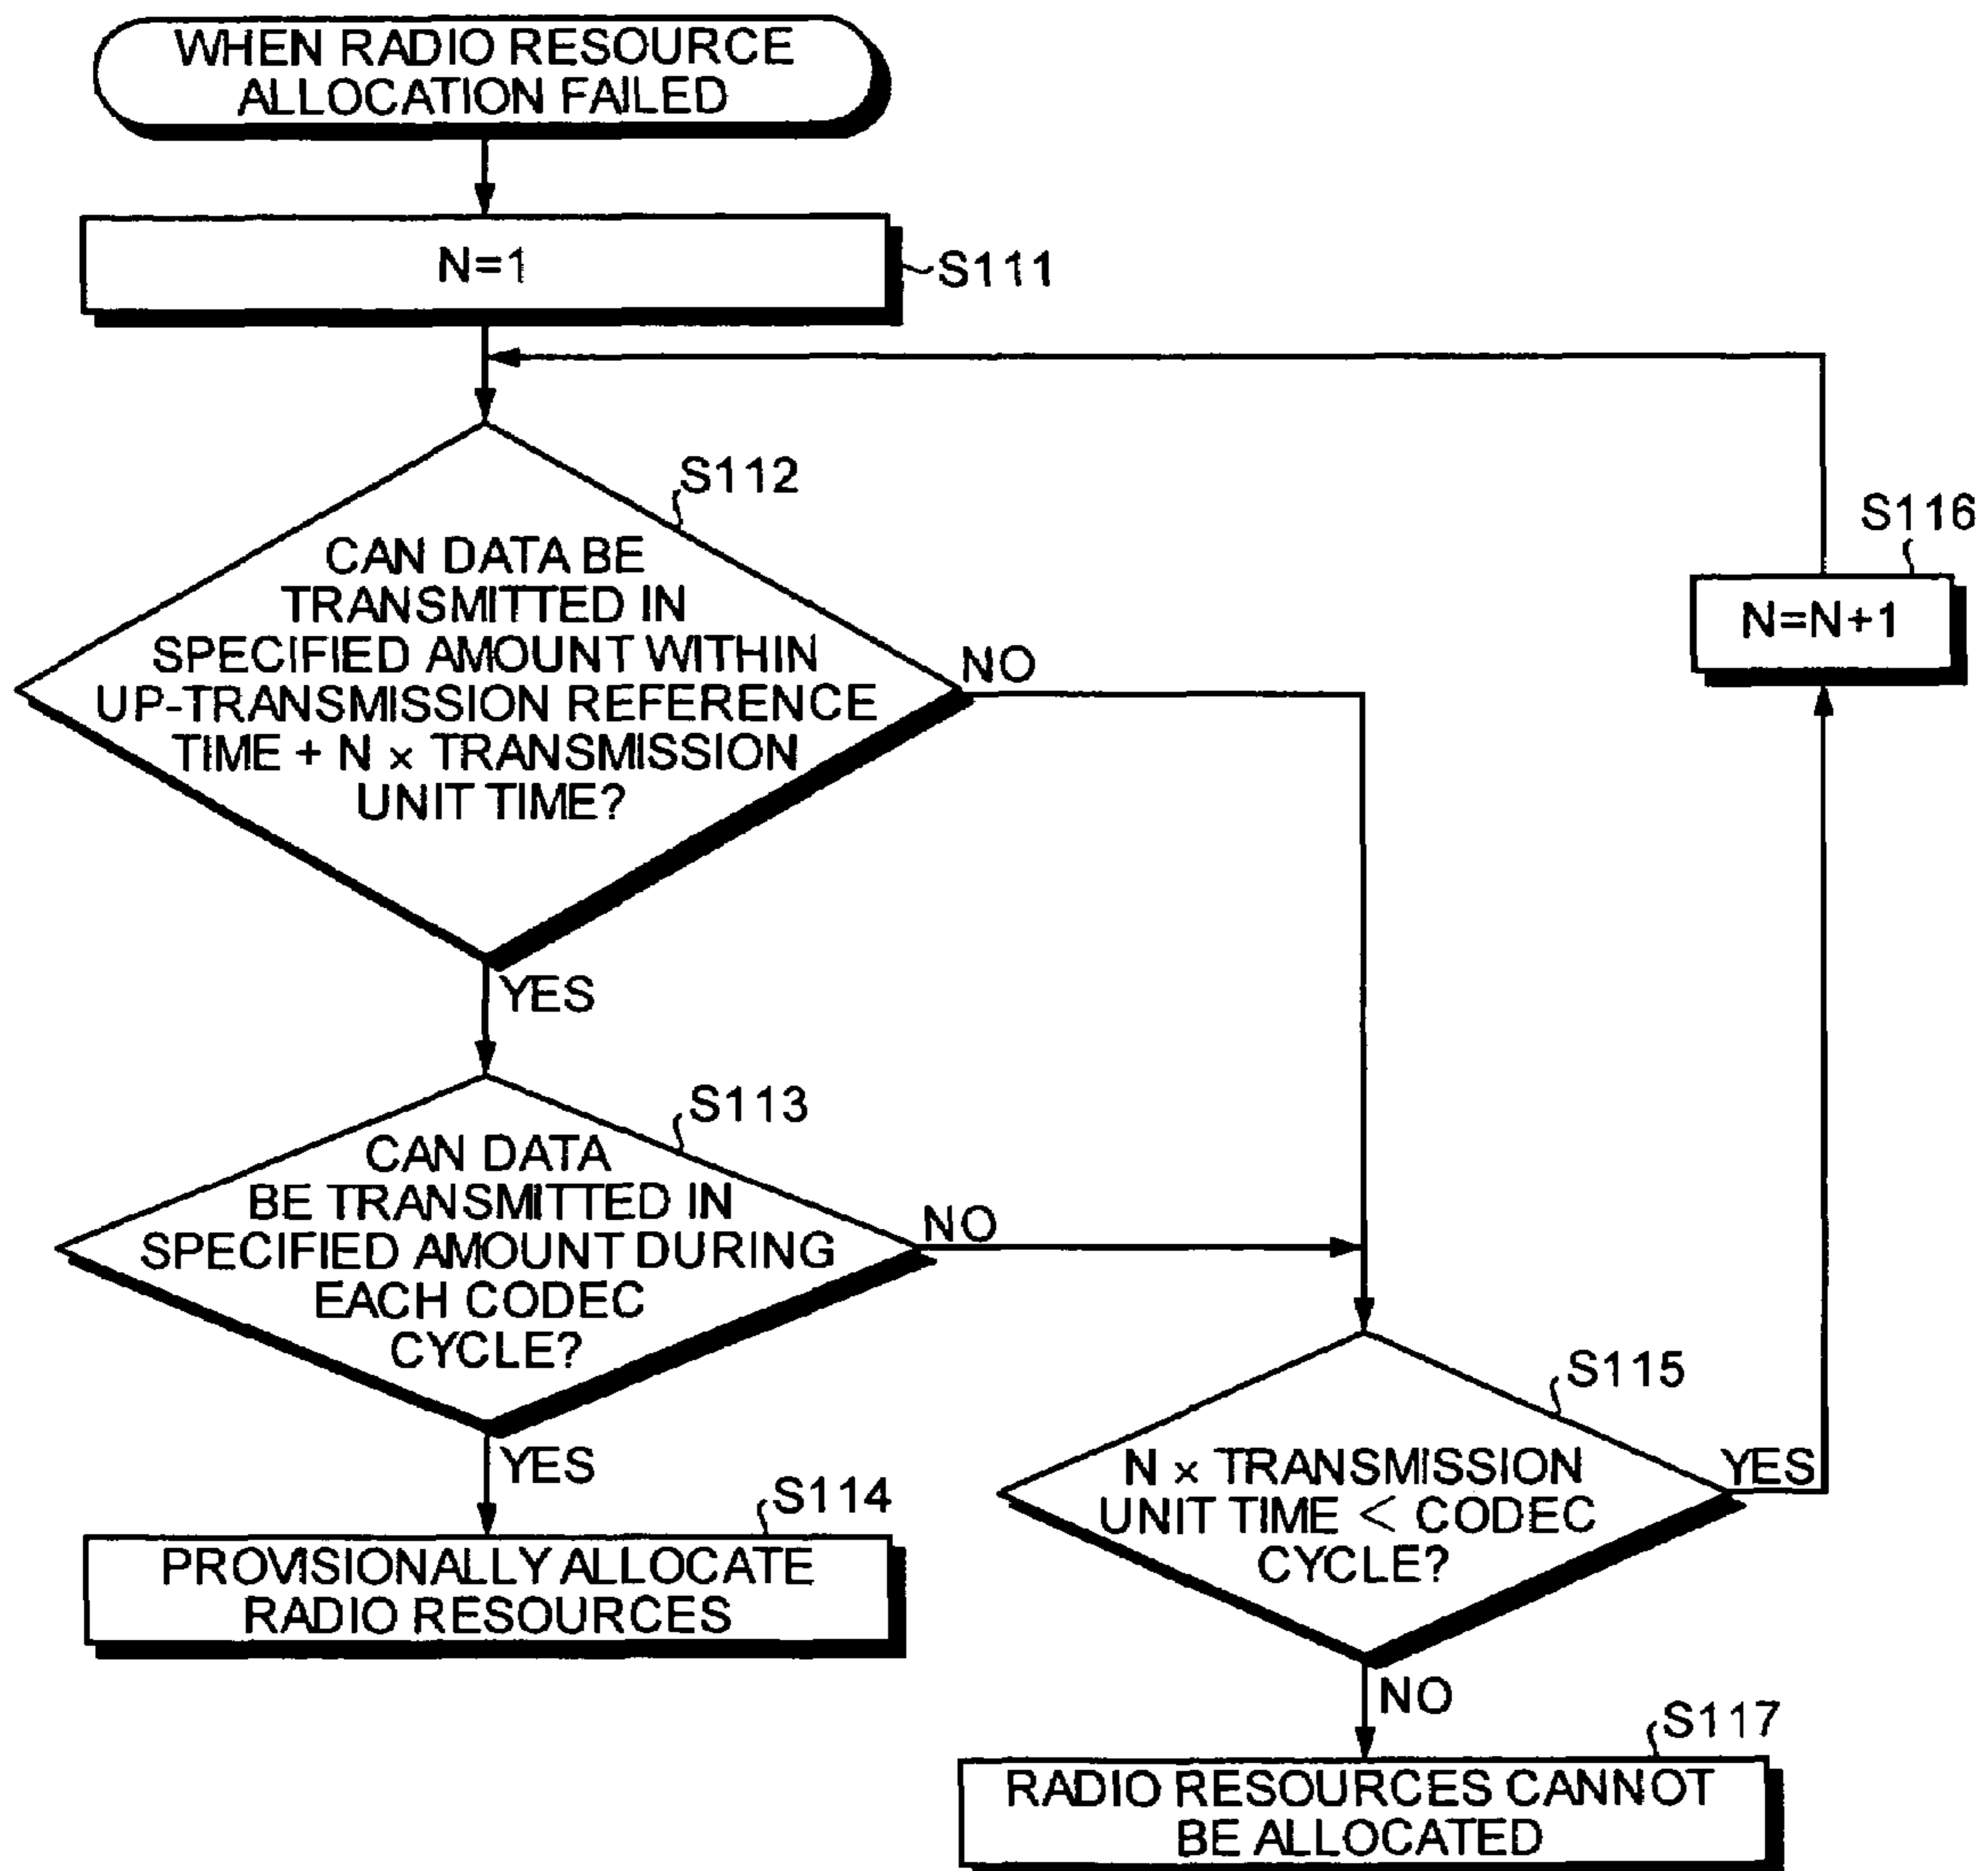 WHEN RADIO RESOURCE
ALLOCATION FAILED
N=1
S111
S112
CAN DATA BE
TRANSMITTED IN
SPECIFIED AMOUNT WITHIN
UP-TRANSMISSION REFERENCE
TIME + N × TRANSMISSION
UNIT TIME?
NO
YES
S116
N=N+1
S113
CAN DATA
BE TRANSMITTED IN
SPECIFIED AMOUNT DURING
EACH CODEC
CYCLE?
NO
YES
S114
PROVISIONALLY ALLOCATE
RADIO RESOURCES
S115
N × TRANSMISSION
UNIT TIME < CODEC
CYCLE?
YES
NO
S117
RADIO RESOURCES CANNOT
BE ALLOCATED